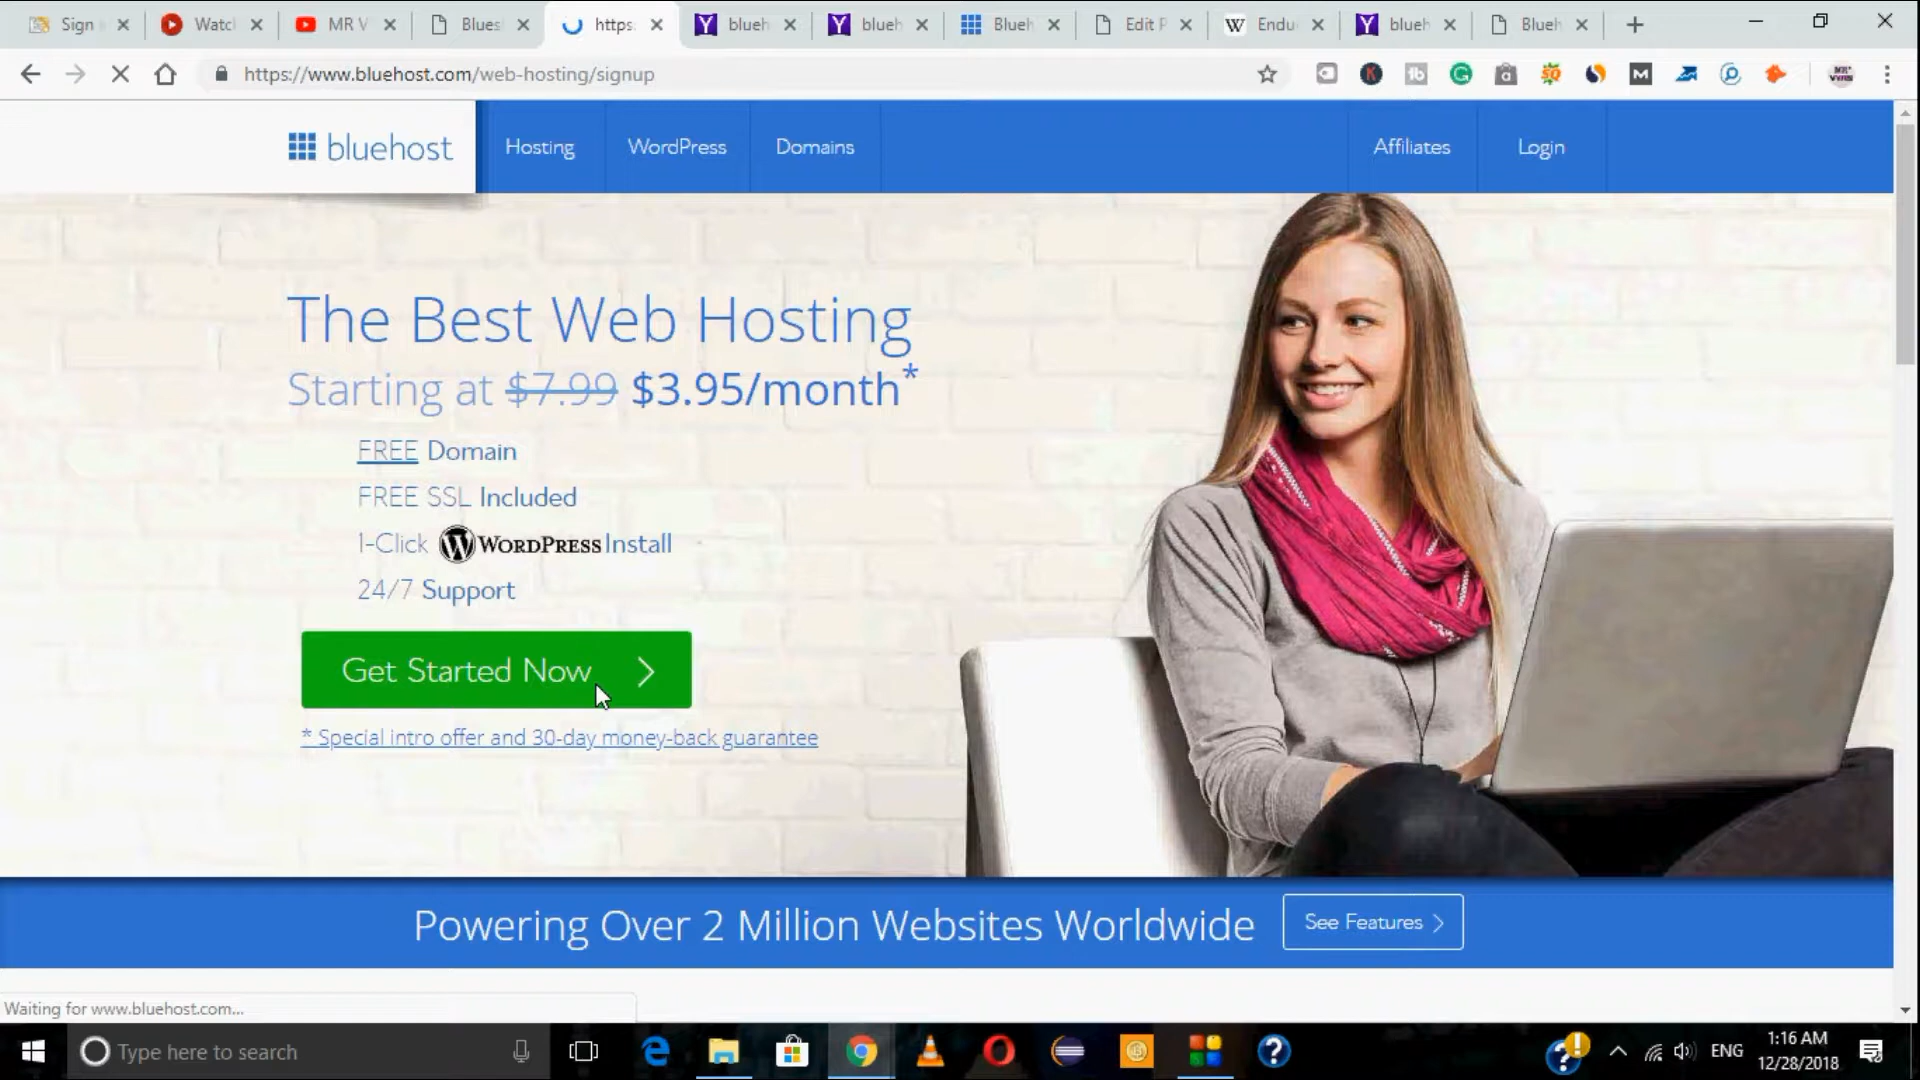 Sign
Watcl
MR V
Blues
https:
blueh
blueh
Blueh
Edit P
Endu
blueh
Blueh
https://www.bluehost.com/web-hosting/signup
bluehost
Hosting
WordPress
Domains
Affiliates
Login
The Best Web Hosting
Starting at $7.99 $3.95/month*
FREE Domain
FREE SSL Included
1-Click WORDPRESS Install
24/7 Support
Get Started Now
* Special intro offer and 30-day money-back guarantee
Powering Over 2 Million Websites Worldwide
See Features
Waiting for www.bluehost.com...
Type here to search
ENG
1:16 AM
12/28/2018